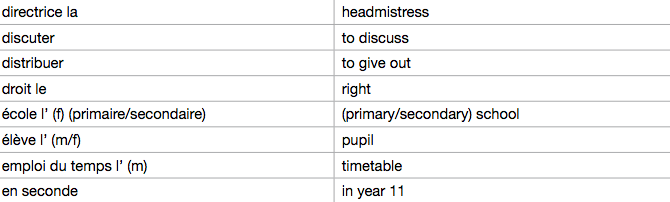 directrice la headmistress
discuter to discuss
distribuer to give out
droit le right
école l’ (f) (primaire/secondaire) (primary/secondary) school
élève l’ (m/f) pupil
emploi du temps l’ (m) timetable
en seconde in year 11